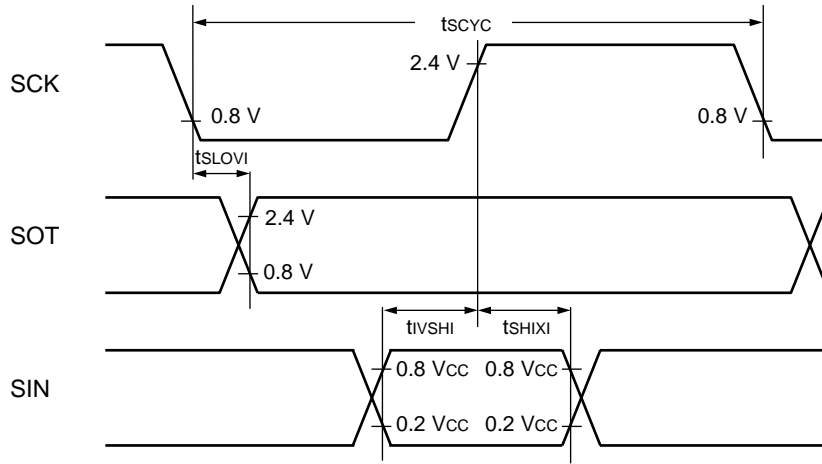 tSCYC
SCK
2.4 V
0.8 V
0.8 V
tSLOVI
SOT
2.4 V
0.8 V
tIVSHI
tSHIXI
SIN
0.8 VCC
0.8 VCC
0.2 VCC
0.2 VCC